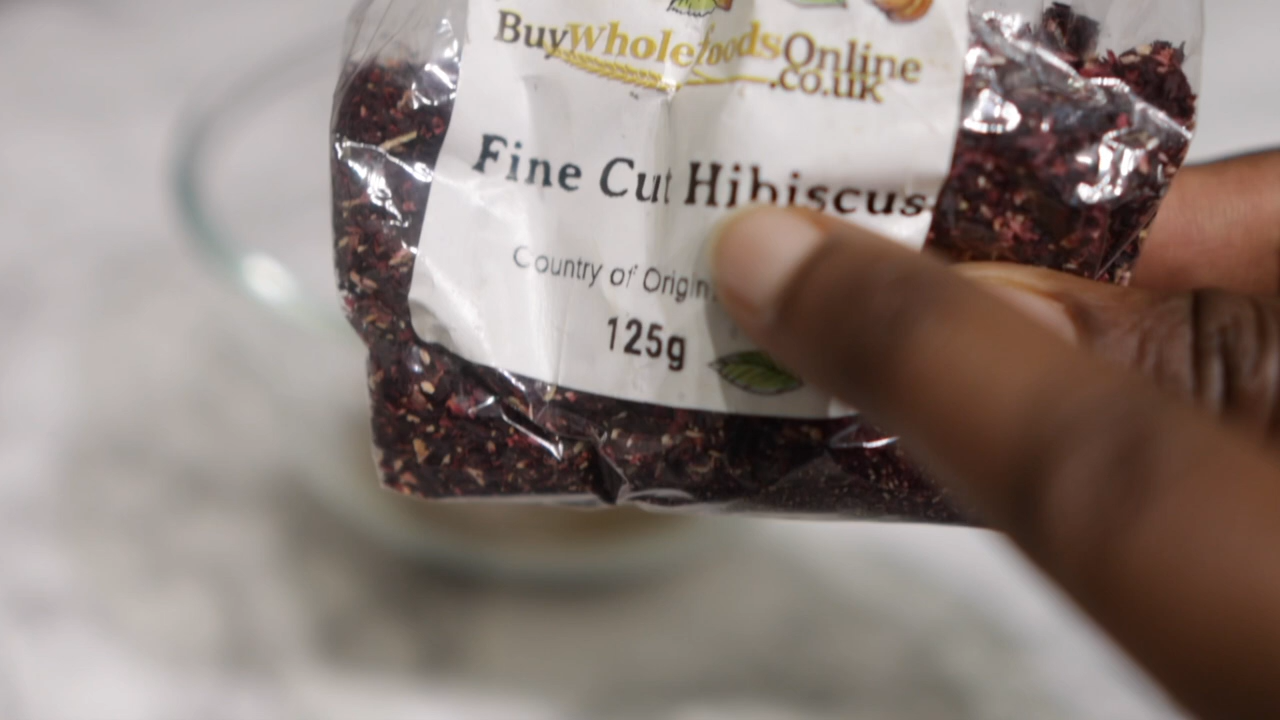 BuyWholefoodsOnline
.co.uk
Fine Cut Hibiscus
Country of Origin
125g